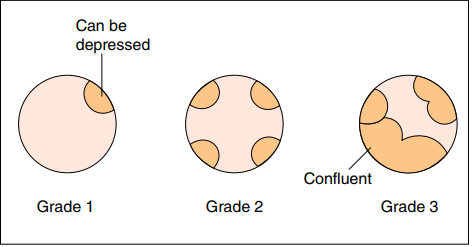 Can be
depressed
Confluent
Grade 1
Grade 2
Grade 3